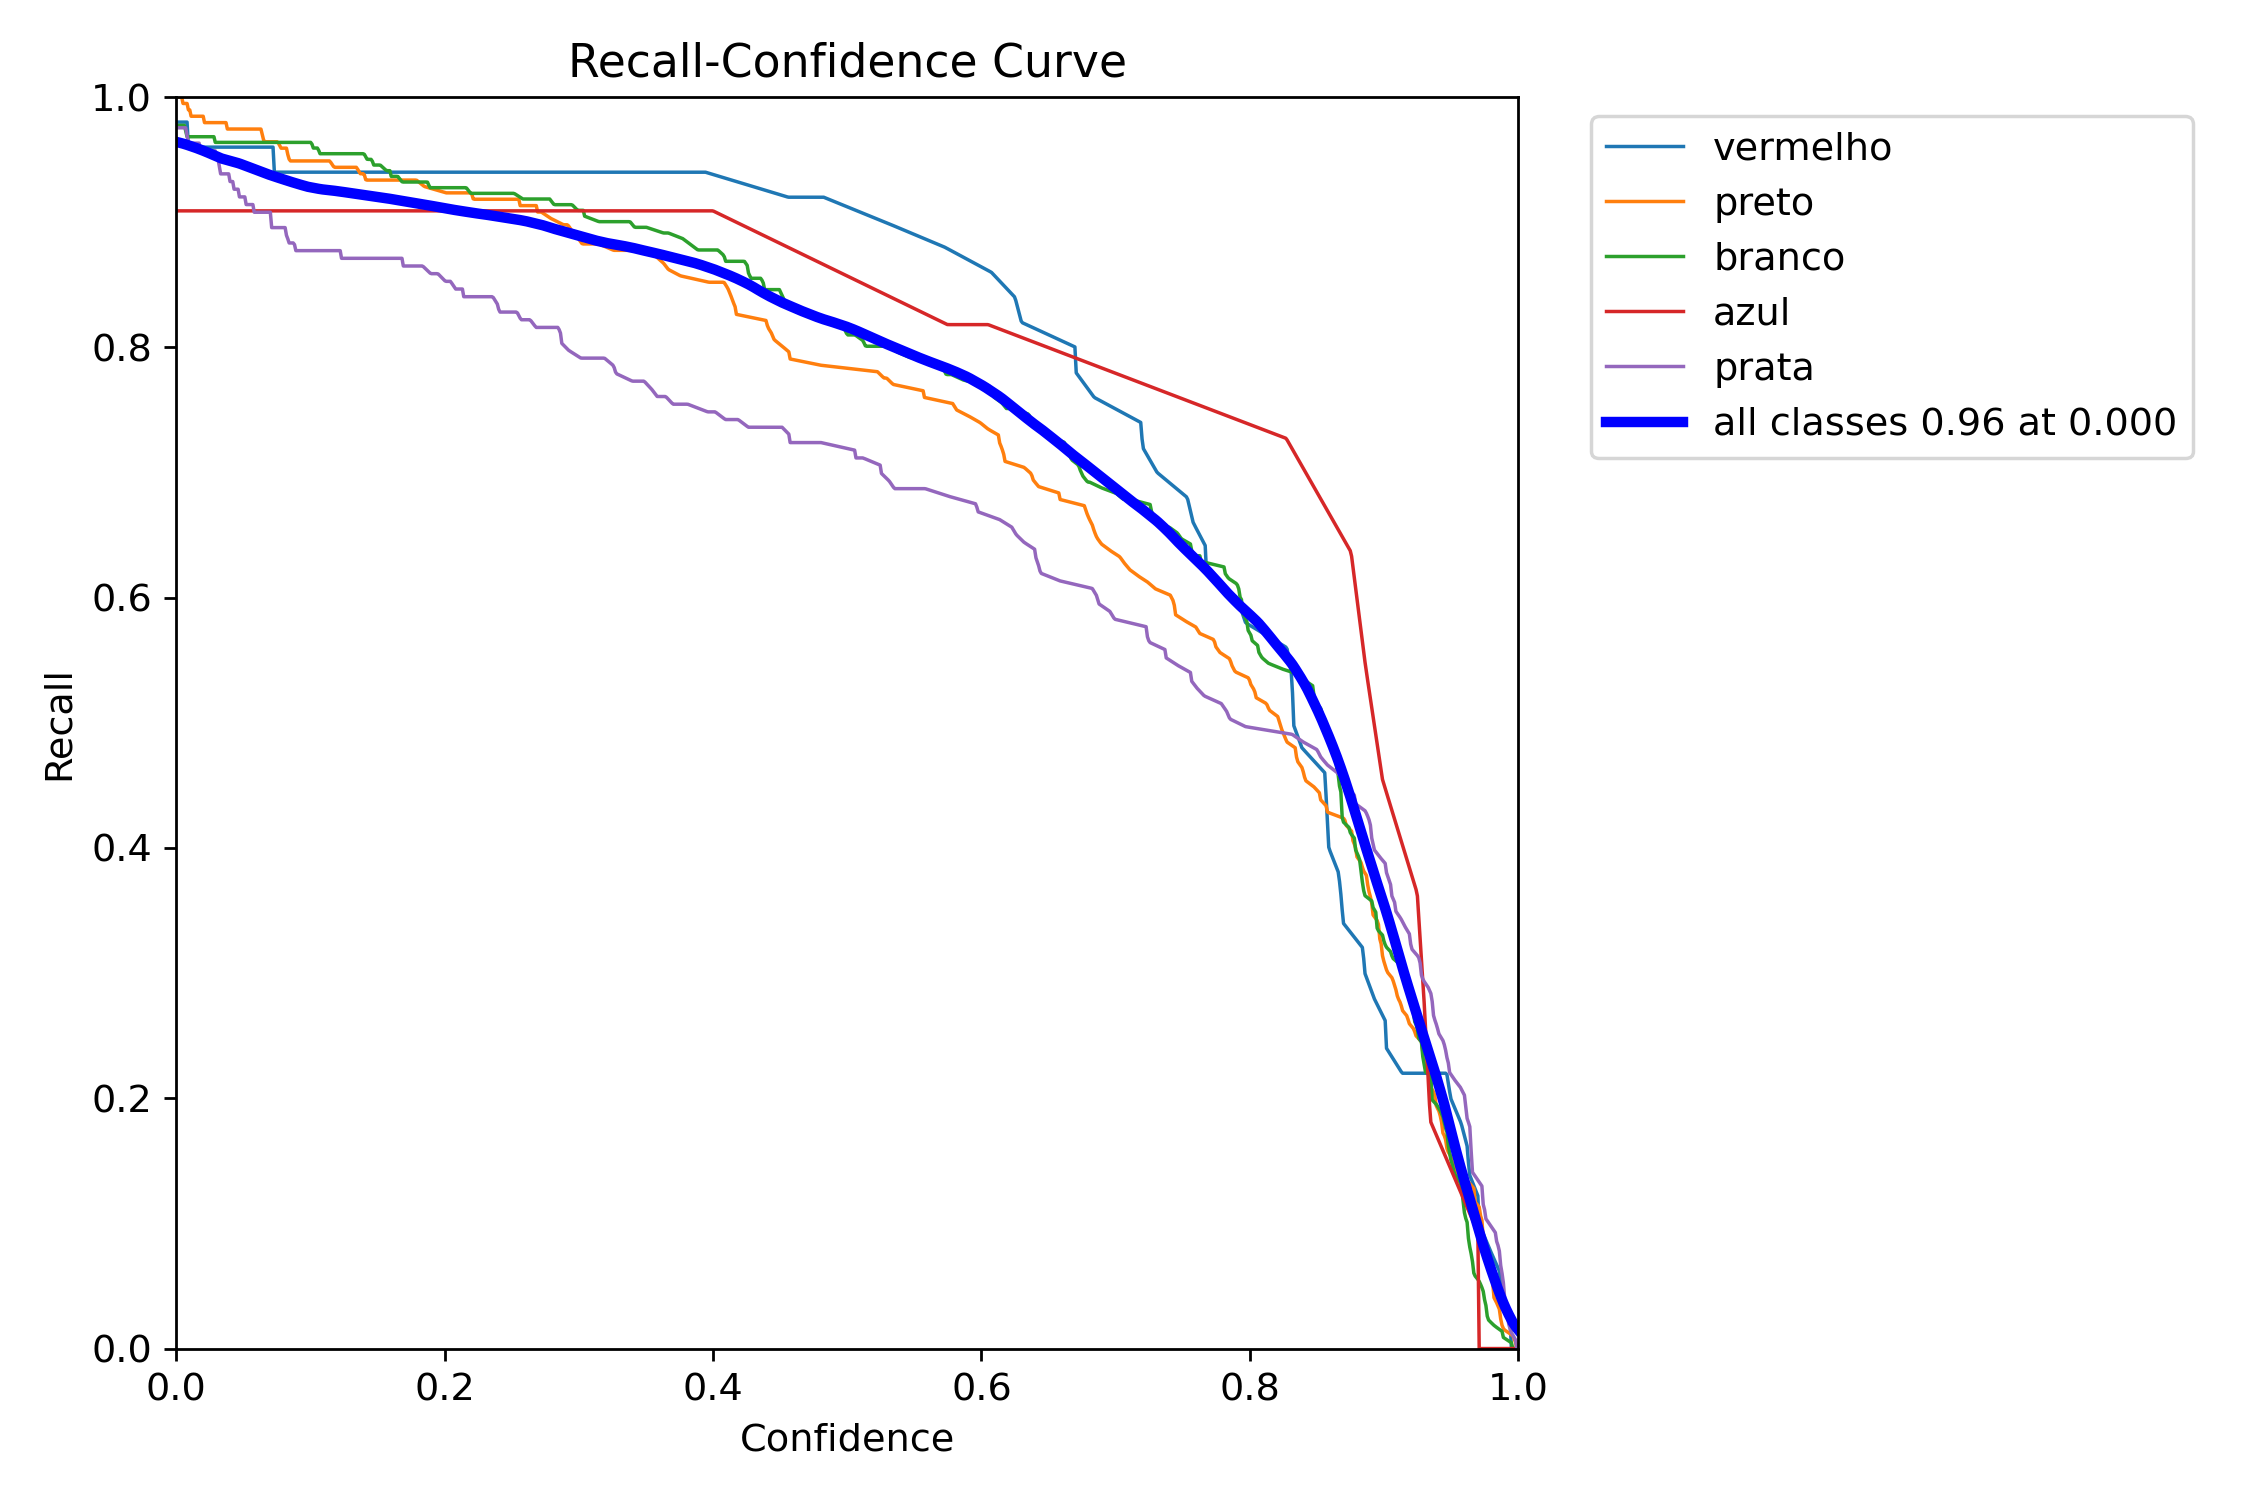 Recall-Confidence Curve
1.0
0.8
0.6
0.4
0.2
0.0
Recall
0.0 0.2 0.4 0.6 0.8 1.0
Confidence
vermelho
preto
branco
azul
prata
all classes 0.96 at 0.000